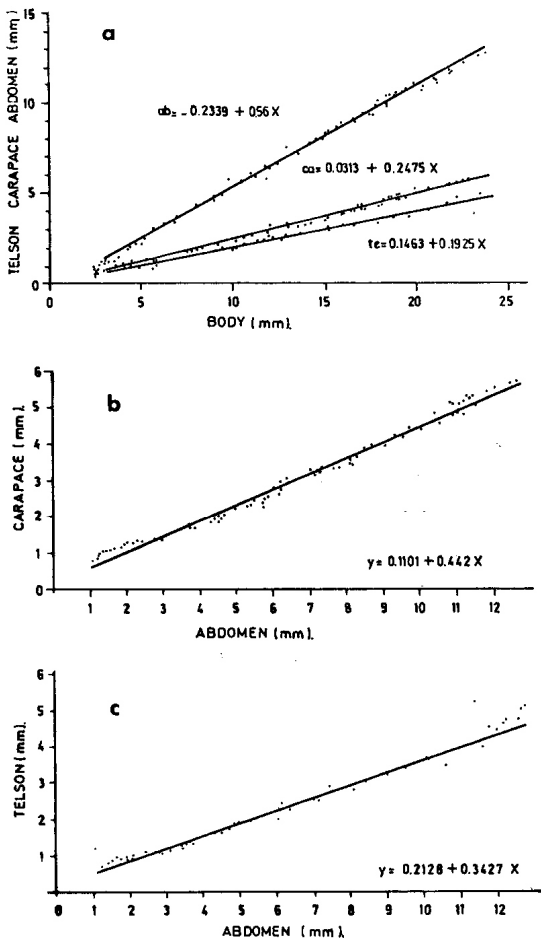 a
TELSON CARAPACE ABDOMEN (mm)
15
10
5
0
ab= - 0.2339 + 0.56 X
ca= 0.0313 + 0.2475 X
te= 0.1463 + 0.1925 X
0 5 10 15 20 25
BODY (mm).
b
CARAPACE (mm).
6
5
4
3
2
1
0
y= 0.1101 + 0.442 X
1 2 3 4 5 6 7 8 9 10 11 12
ABDOMEN (mm).
c
TELSON (mm).
6
5
4
3
2
1
y= 0.2128 + 0.3427 X
0 1 2 3 4 5 6 7 8 9 10 11 12
ABDOMEN (mm).